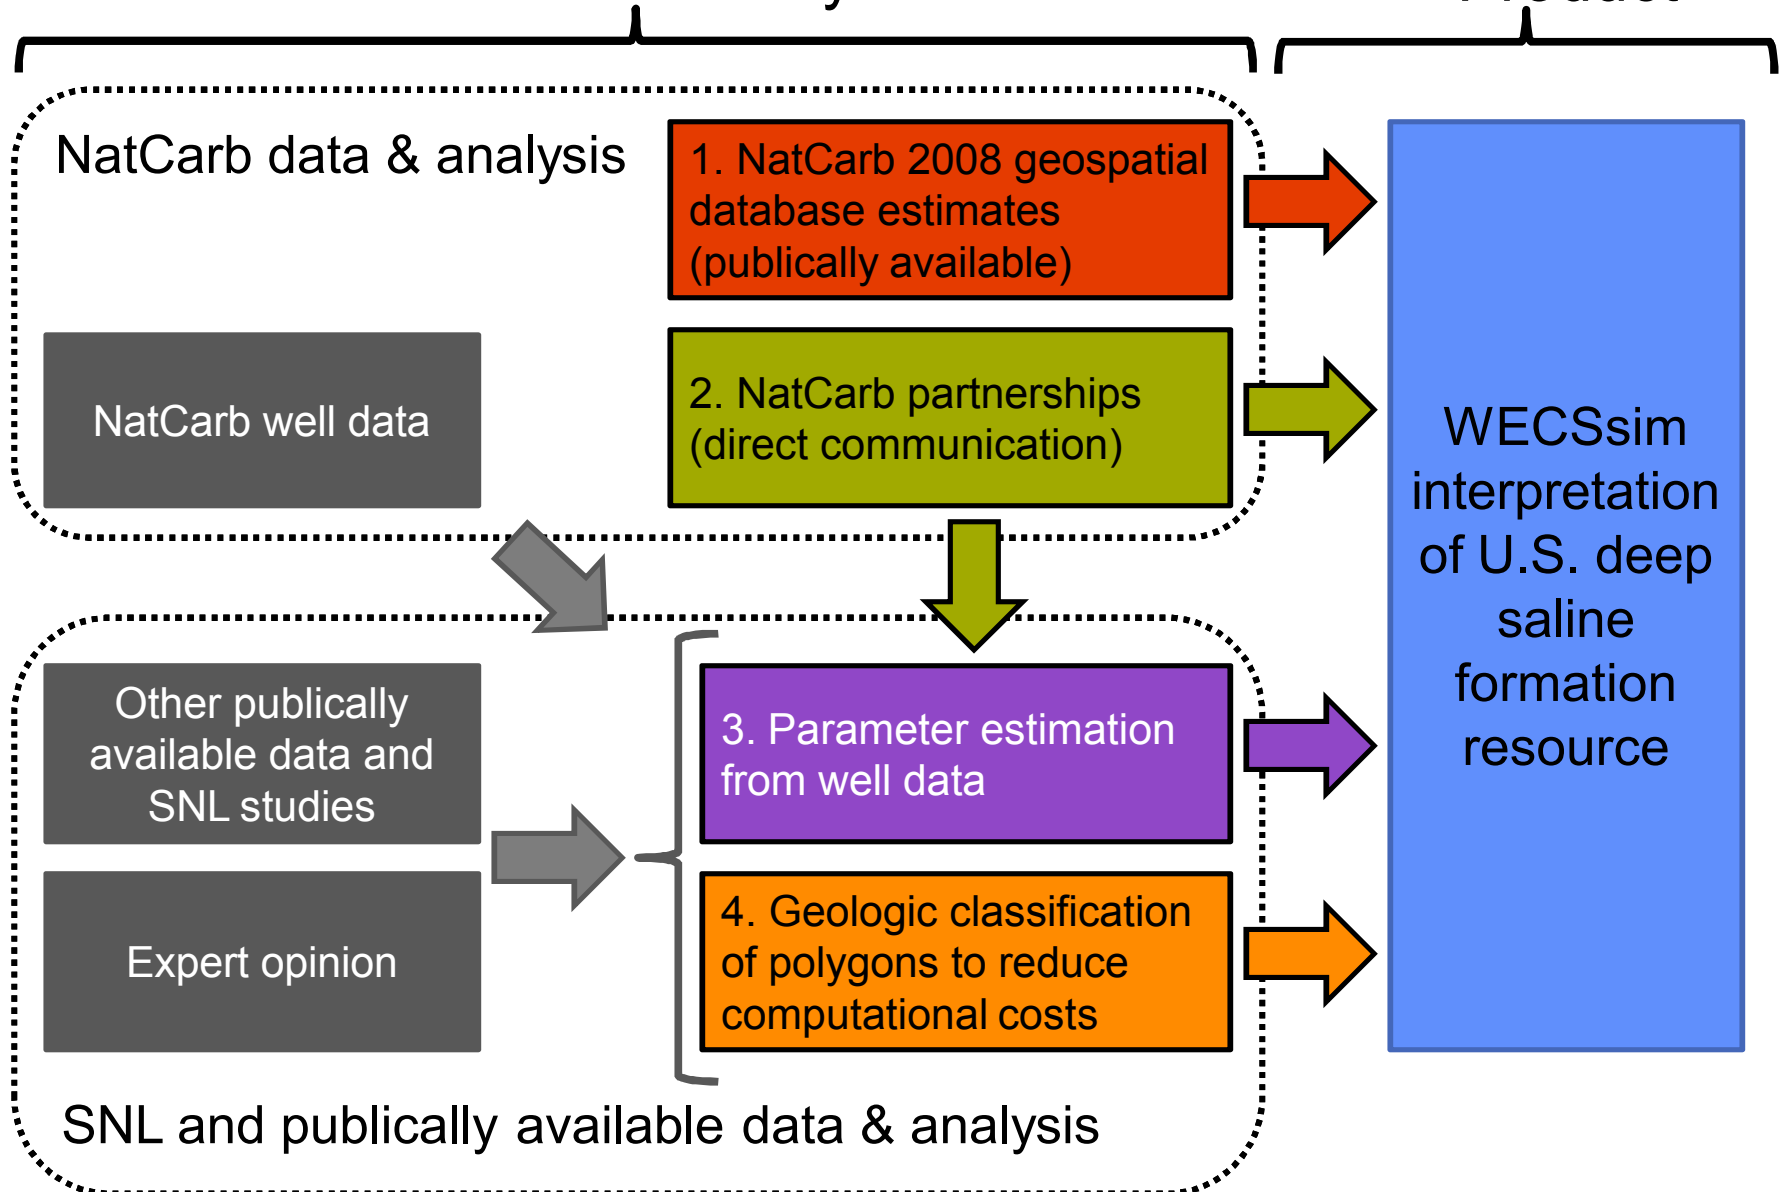 Product
NatCarb data & analysis
1. NatCarb 2008 geospatial
database estimates
(publically available)
NatCarb well data
2. NatCarb partnerships
(direct communication)
WECSsim
interpretation
of U.S. deep
saline
formation
resource
Other publically
available data and
SNL studies
3. Parameter estimation
from well data
Expert opinion
4. Geologic classification
of polygons to reduce
computational costs
SNL and publically available data & analysis